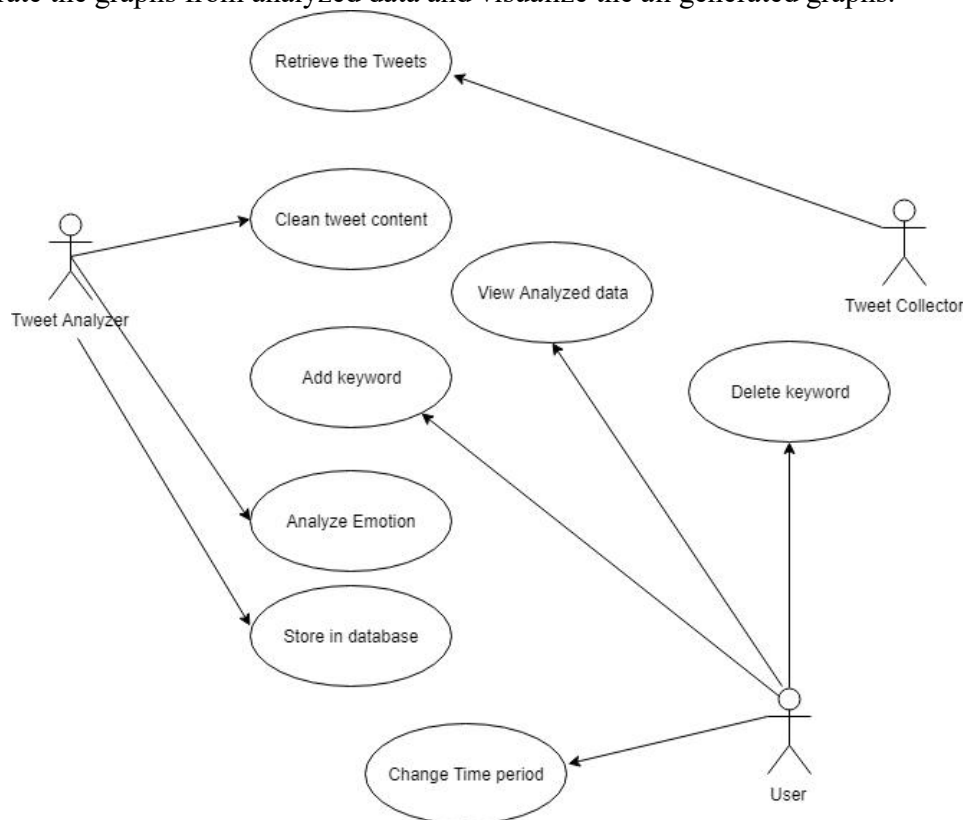 rate the graphs from analyzed data and visualize the all generated graphs.
Retrieve the Tweets
Clean tweet content
View Analyzed data
Tweet Analyzer
Tweet Collector
Add keyword
Delete keyword
Analyze Emotion
Store in database
Change Time period
User